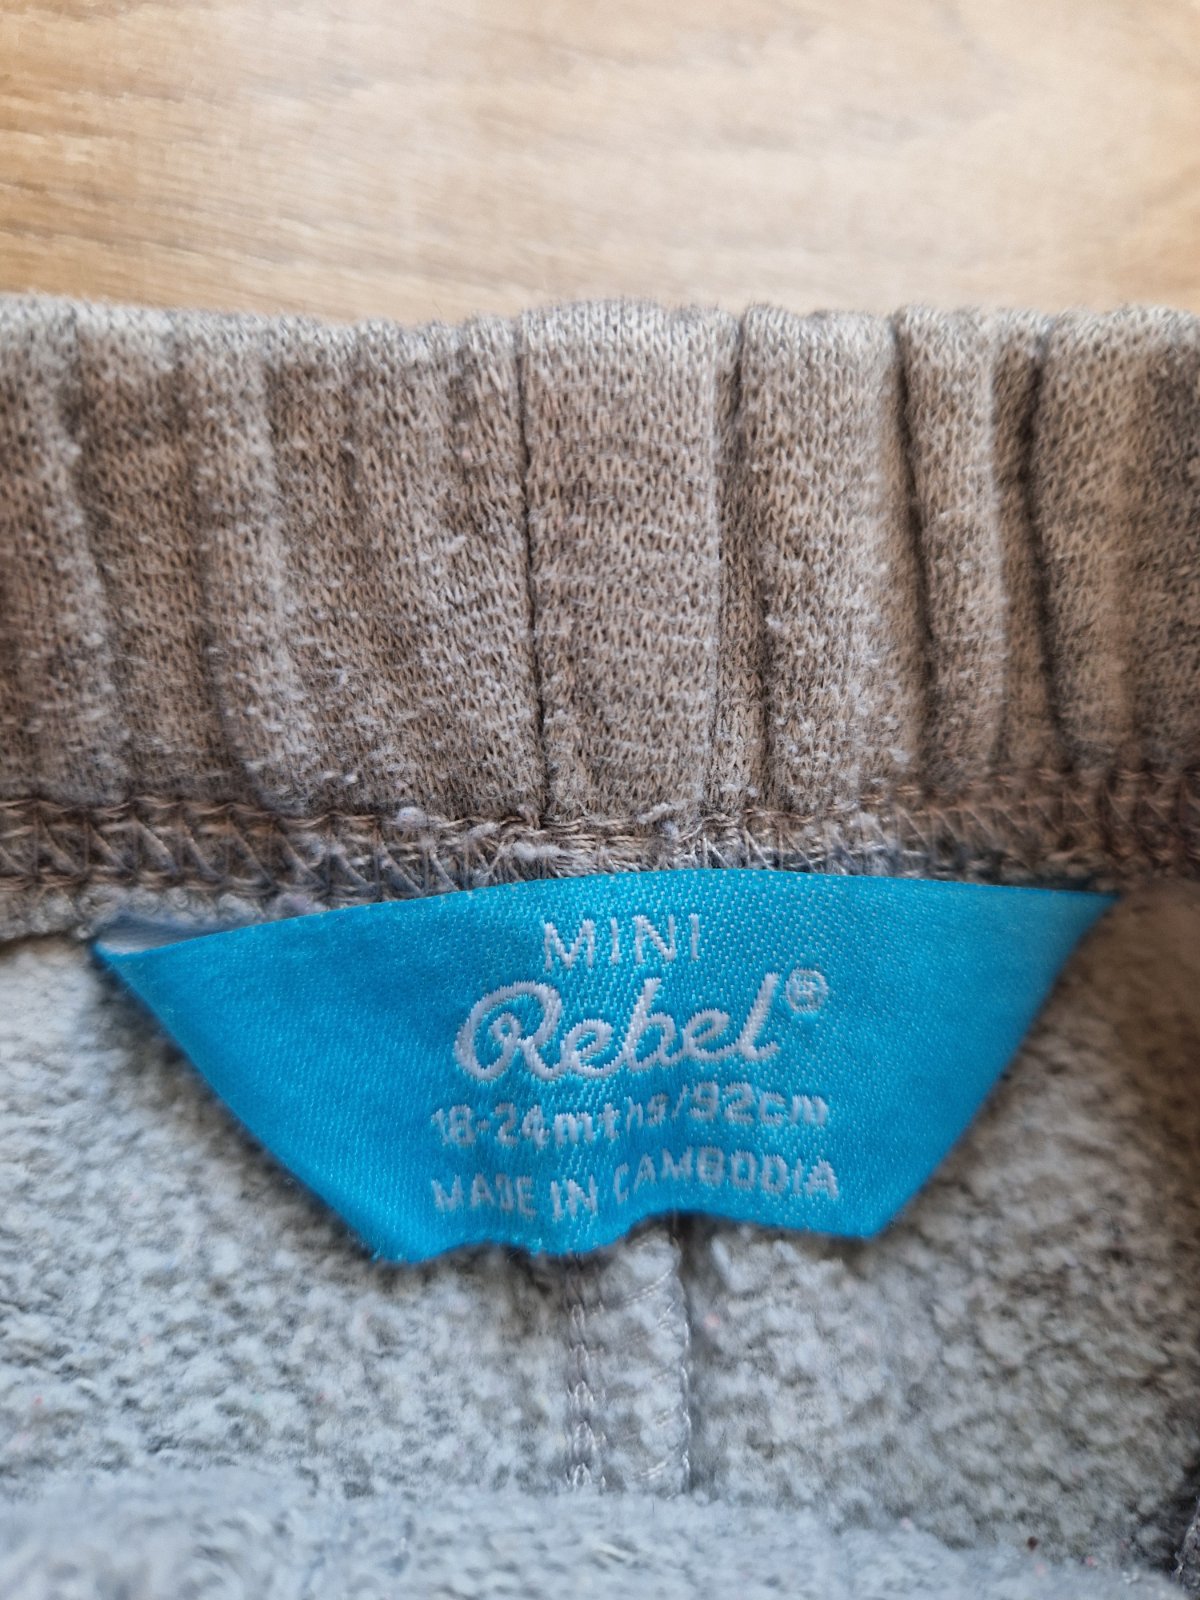 MINI
Rebel®
18-24mths/92cm
MADE IN CAMBODIA